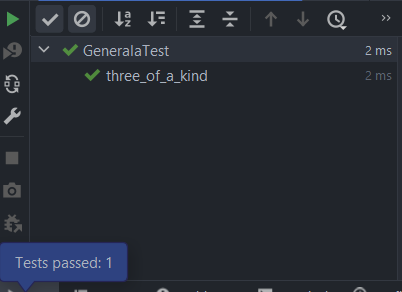 GeneralaTest 2 ms
three_of_a_kind 2 ms
Tests passed: 1